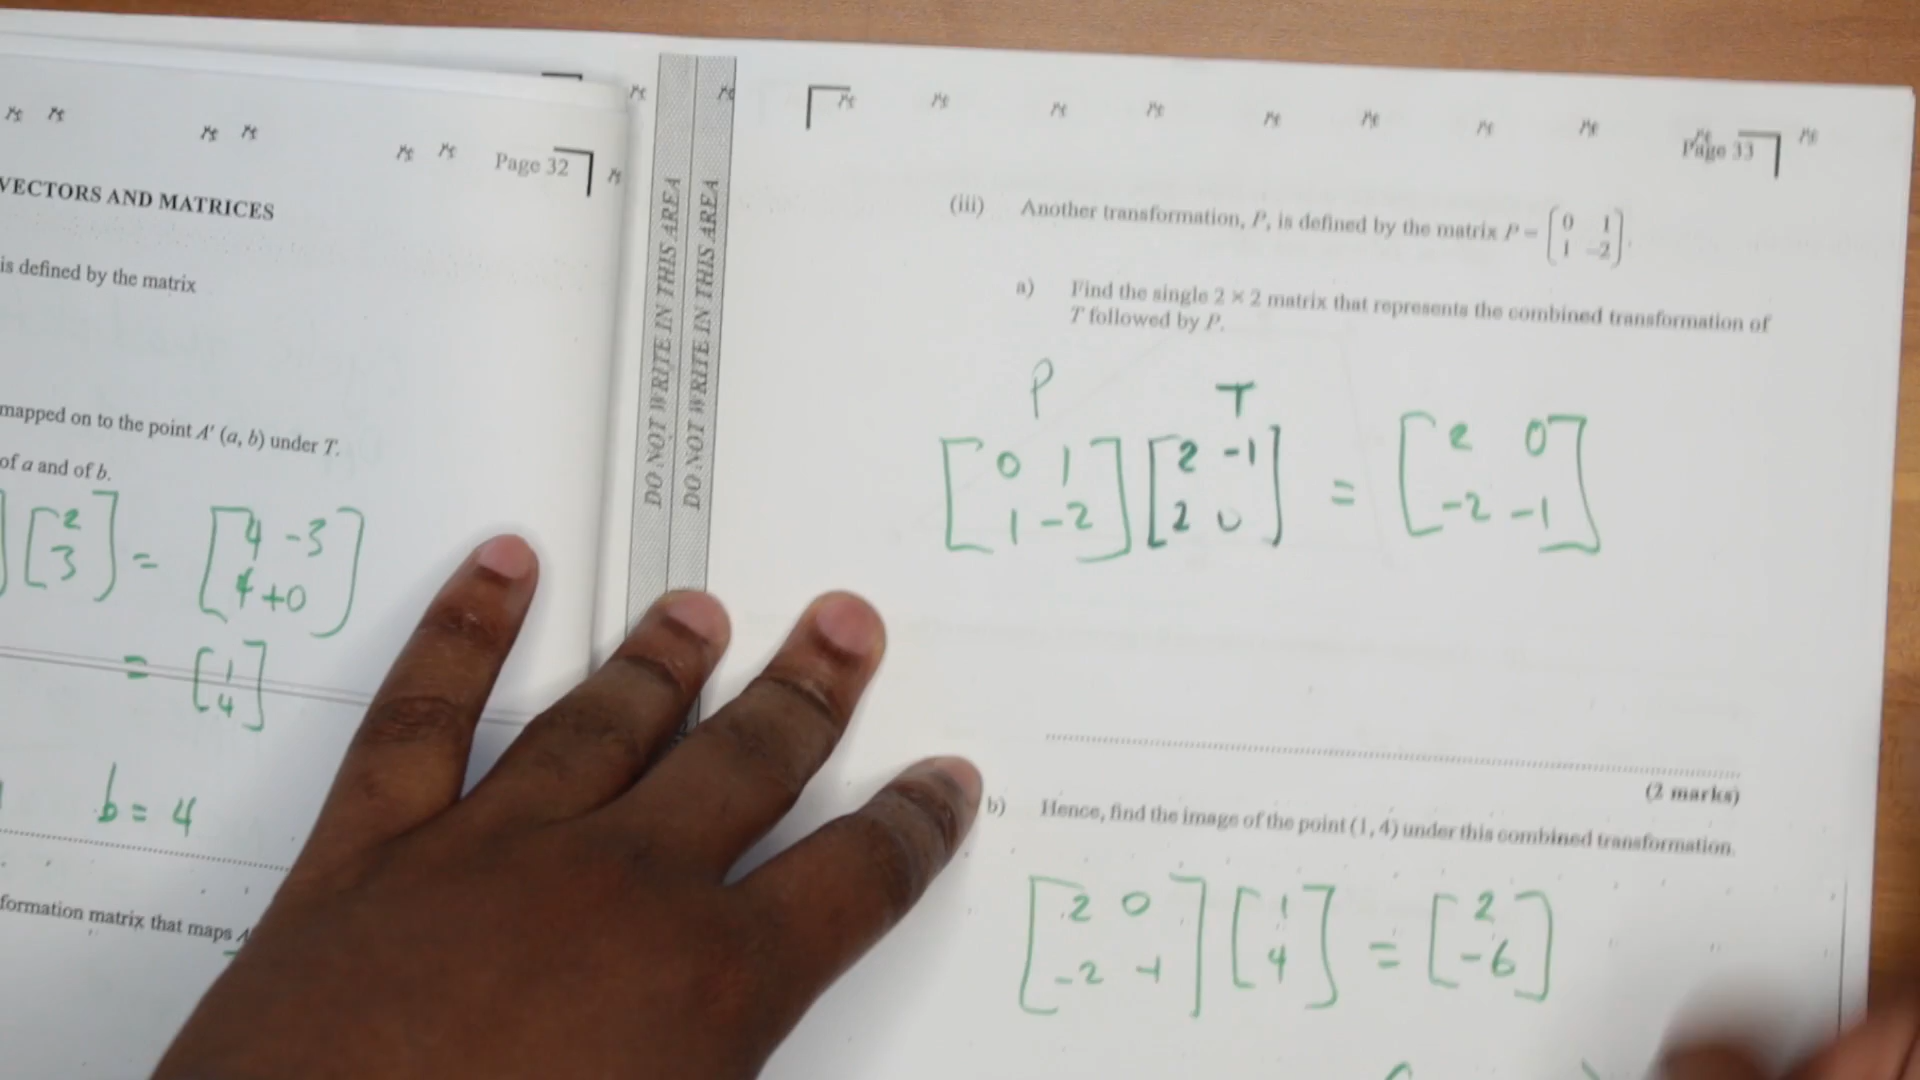 Page 32
VECTORS AND MATRICES
is defined by the matrix
mapped on to the point A' (a, b) under T.
of a and of b.
[2 3] = [4 -3 4 +0]
= [1 4]
b = 4
formation matrix that maps A
DO NOT WRITE IN THIS AREA
DO NOT WRITE IN THIS AREA
Page 33
(iii) Another transformation, P, is defined by the matrix P = [0 1 1 -2].
a) Find the single 2 × 2 matrix that represents the combined transformation of
T followed by P.
P T
[0 1 1 -2] [2 -1 2 0] = [2 0 -2 -1]
(2 marks)
b) Hence, find the image of the point (1, 4) under this combined transformation.
[2 0 -2 -1] [1 4] = [2 -6]